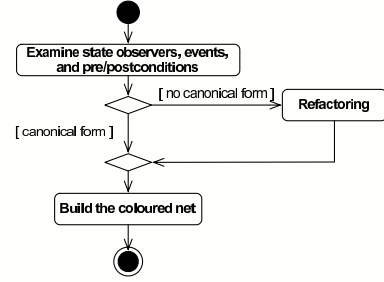 Examine state observers, events,
and pre/postconditions
[ no canonical form ]
Refactoring
[ canonical form ]
Build the coloured net